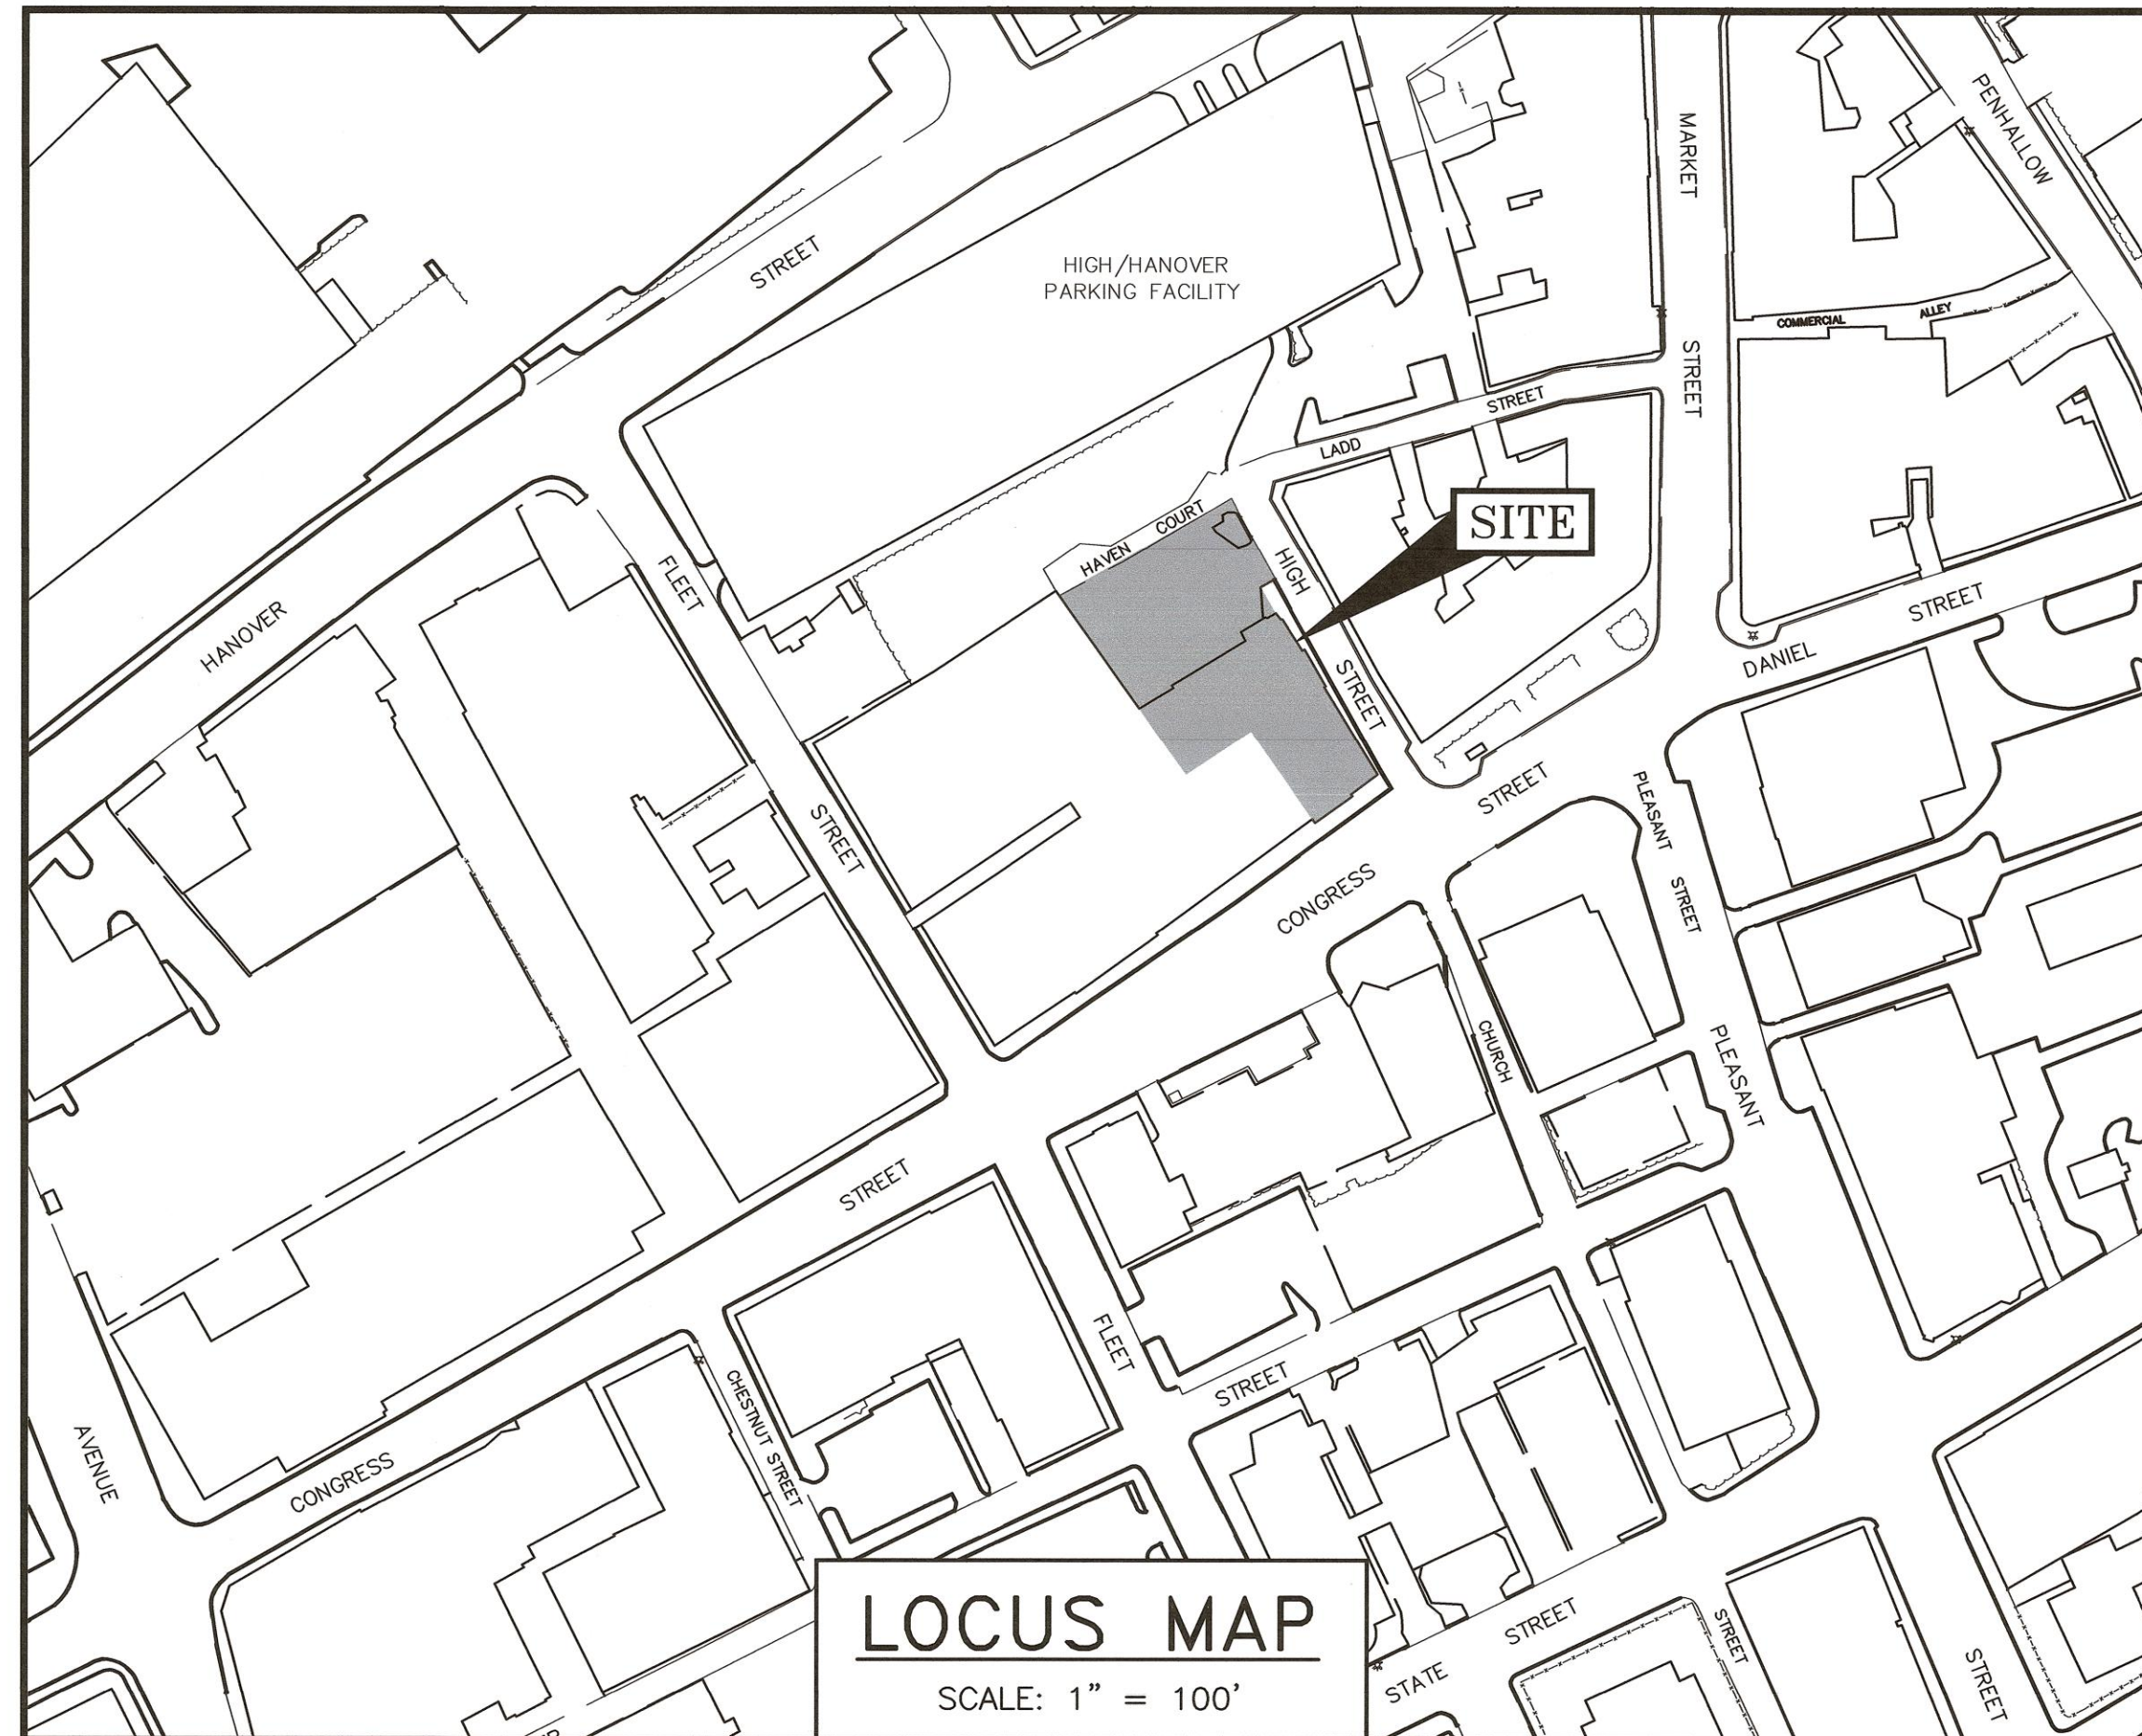 PENHALLOW
MARKET
STREET
STREET
HIGH/HANOVER
PARKING FACILITY
COMMERCIAL ALLEY
LADD STREET
HAVEN COURT
SITE
HIGH
STREET
FLEET
STREET
HANOVER
DANIEL STREET
CONGRESS STREET
PLEASANT
STREET
PLEASANT
CHURCH
STREET
FLEET
STREET
CHESTNUT STREET
AVENUE
CONGRESS
STATE STREET
STREET
STREET
LOCUS MAP
SCALE: 1" = 100'